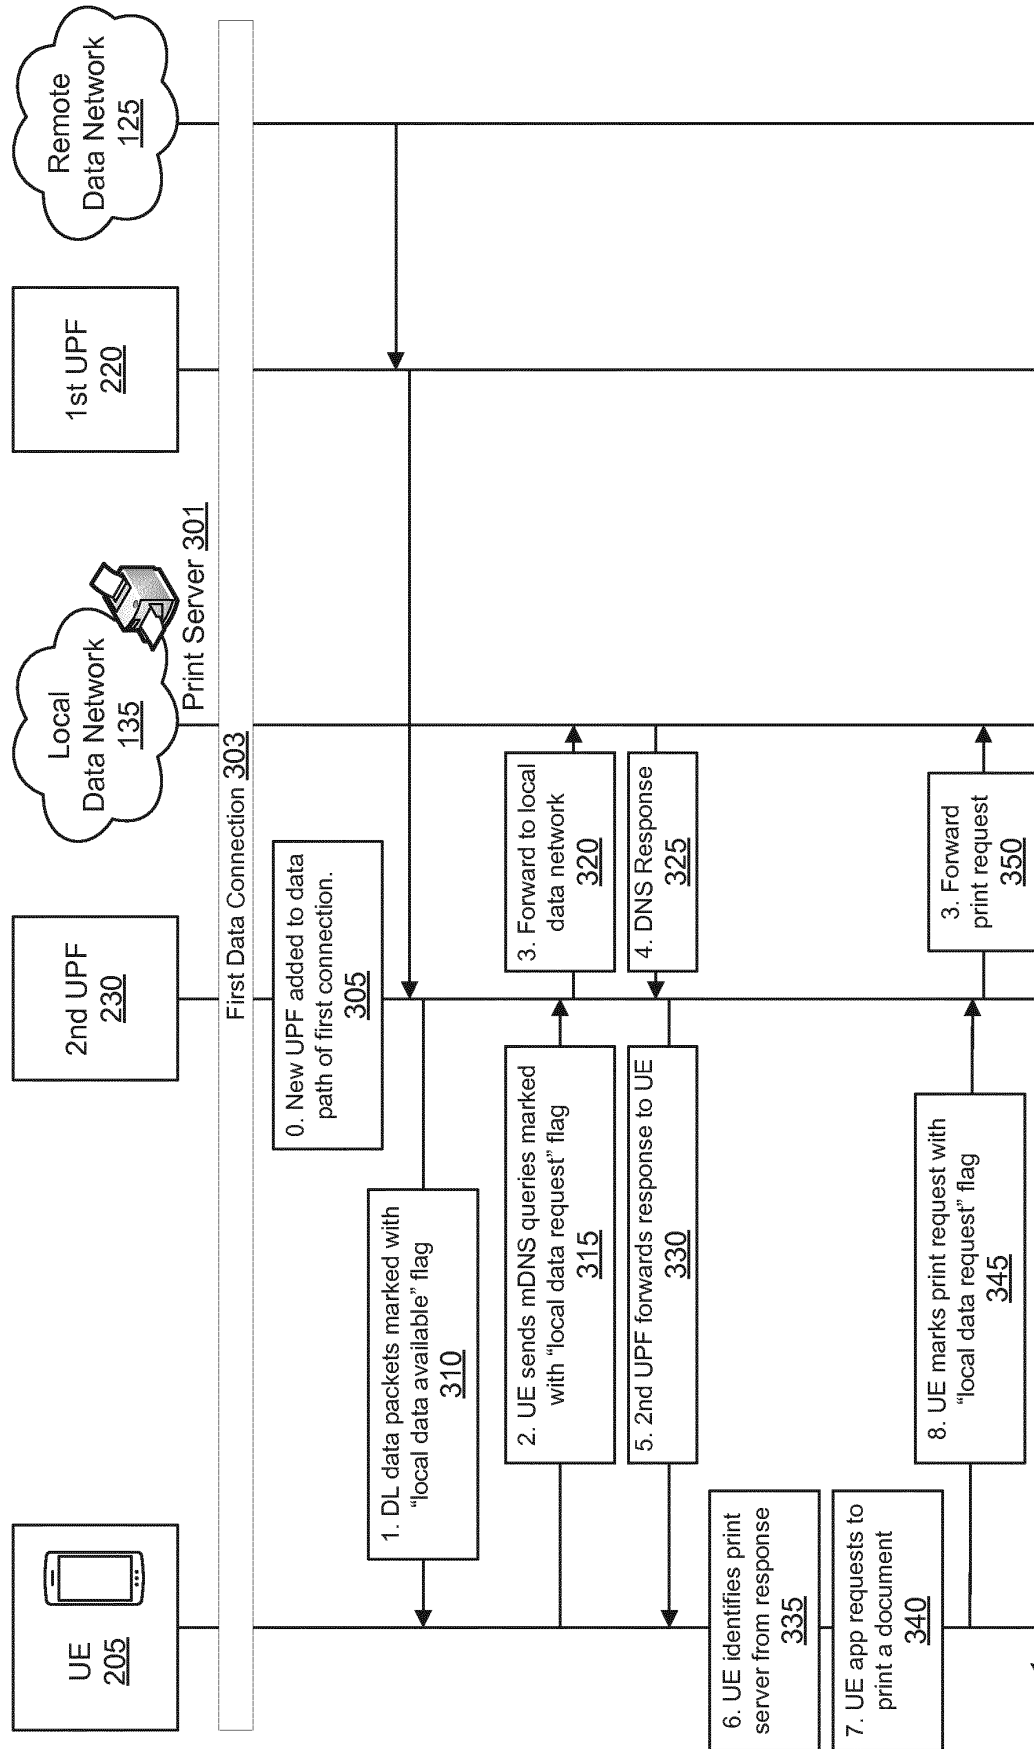 UE
205
2nd UPF
230
Local
Data Network
135
Print Server 301
1st UPF
220
Remote
Data Network
125
First Data Connection 303
0. New UPF added to data
path of first connection.
305
1. DL data packets marked with
“local data available” flag
310
2. UE sends mDNS queries marked
with “local data request” flag
315
3. Forward to local
data network
320
4. DNS Response
325
5. 2nd UPF forwards response to UE
330
6. UE identifies print
server from response
335
7. UE app requests to
print a document
340
8. UE marks print request with
“local data request” flag
345
3. Forward
print request
350